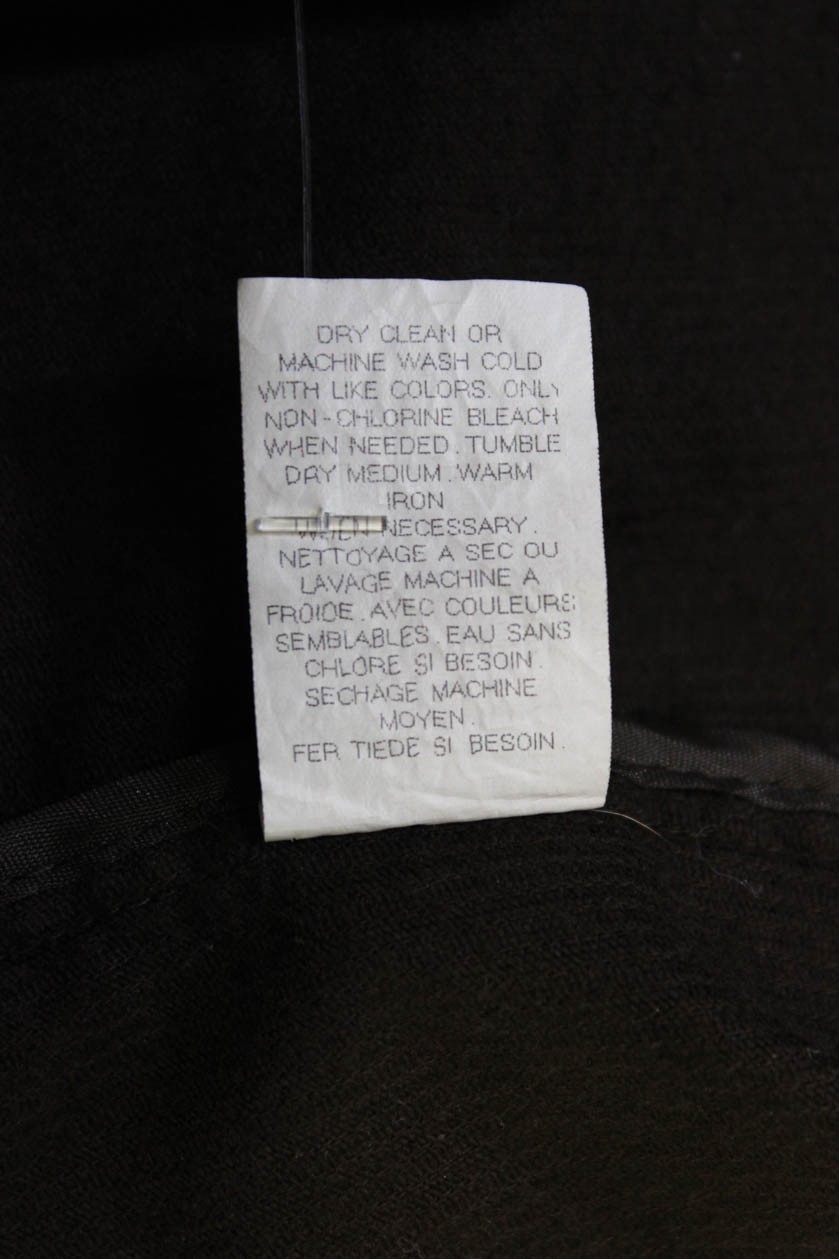 DRY CLEAN OR
MACHINE WASH COLD
WITH LIKE COLORS. ONLY
NON-CHLORINE BLEACH
WHEN NEEDED. TUMBLE
DRY MEDIUM. WARM
IRON
WHEN NECESSARY.
NETTOYAGE A SEC OU
LAVAGE MACHINE A
FROIDE. AVEC COULEURS
SEMBLABLES. EAU SANS
CHLORE SI BESOIN.
SECHAGE MACHINE
MOYEN.
FER TIEDE SI BESOIN.